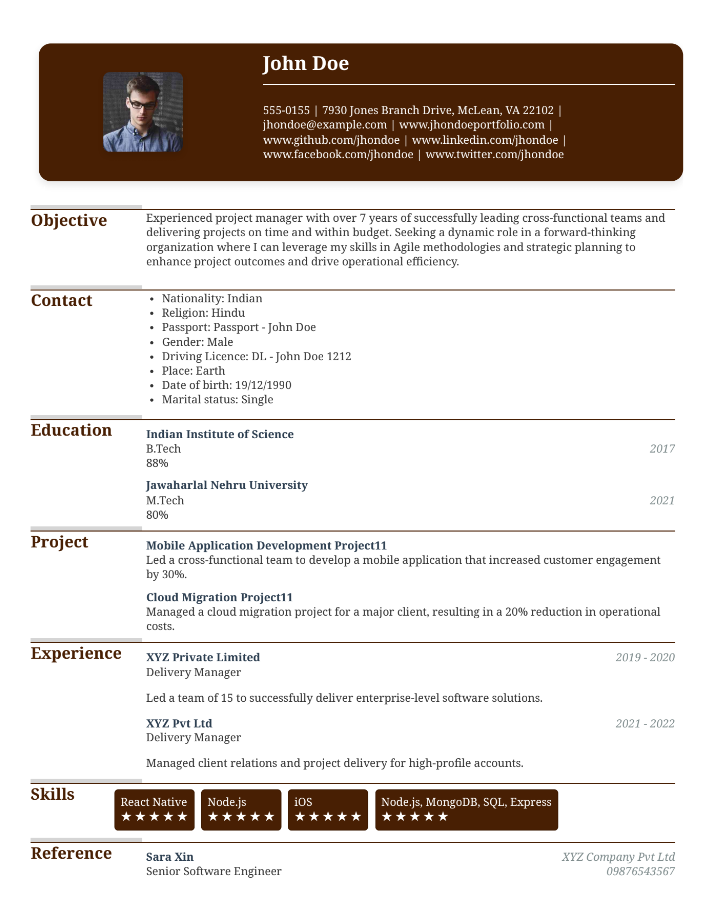 John Doe
555-0155 | 7930 Jones Branch Drive, McLean, VA 22102 |
jhondoe@example.com | www.jhondoeportfolio.com |
www.github.com/jhondoe | www.linkedin.com/jhondoe |
www.facebook.com/jhondoe | www.twitter.com/jhondoe
Objective
Experienced project manager with over 7 years of successfully leading cross-functional teams and
delivering projects on time and within budget. Seeking a dynamic role in a forward-thinking
organization where I can leverage my skills in Agile methodologies and strategic planning to
enhance project outcomes and drive operational efficiency.
Contact
• Nationality: Indian
• Religion: Hindu
• Passport: Passport - John Doe
• Gender: Male
• Driving Licence: DL - John Doe 1212
• Place: Earth
• Date of birth: 19/12/1990
• Marital status: Single
Education
Indian Institute of Science
B.Tech 2017
88%
Jawaharlal Nehru University
M.Tech 2021
80%
Project
Mobile Application Development Project11
Led a cross-functional team to develop a mobile application that increased customer engagement
by 30%.
Cloud Migration Project11
Managed a cloud migration project for a major client, resulting in a 20% reduction in operational
costs.
Experience
XYZ Private Limited 2019 - 2020
Delivery Manager
Led a team of 15 to successfully deliver enterprise-level software solutions.
XYZ Pvt Ltd 2021 - 2022
Delivery Manager
Managed client relations and project delivery for high-profile accounts.
Skills
React Native Node.js iOS Node.js, MongoDB, SQL, Express
★★★★★ ★★★★★ ★★★★★ ★★★★★
Reference
Sara Xin XYZ Company Pvt Ltd
Senior Software Engineer 09876543567